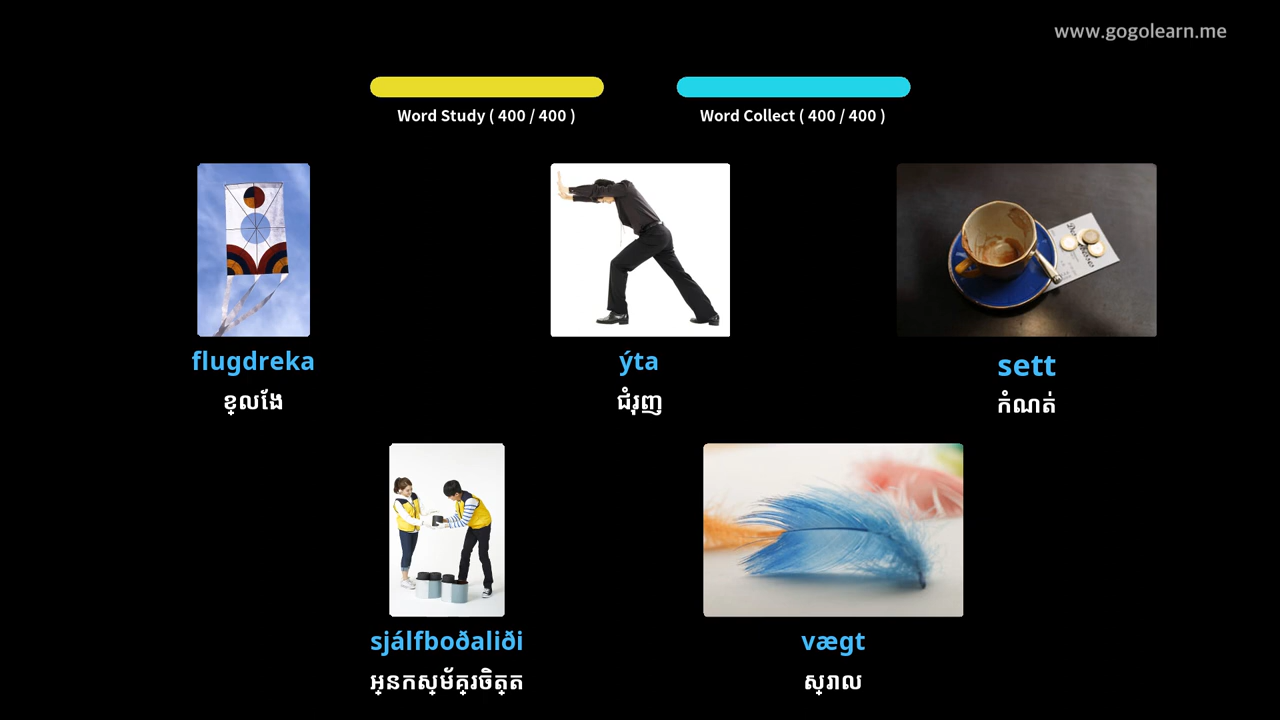 www.gogolearn.me
Word Study ( 400 / 400 )
Word Collect ( 400 / 400 )
flugdreka
ýta
sett
ខ្លែង
ជំរុញ
កំណត់
sjálfboðaliði
vægt
អ្នកស្ម័គ្រចិត្ត
ស្រាល